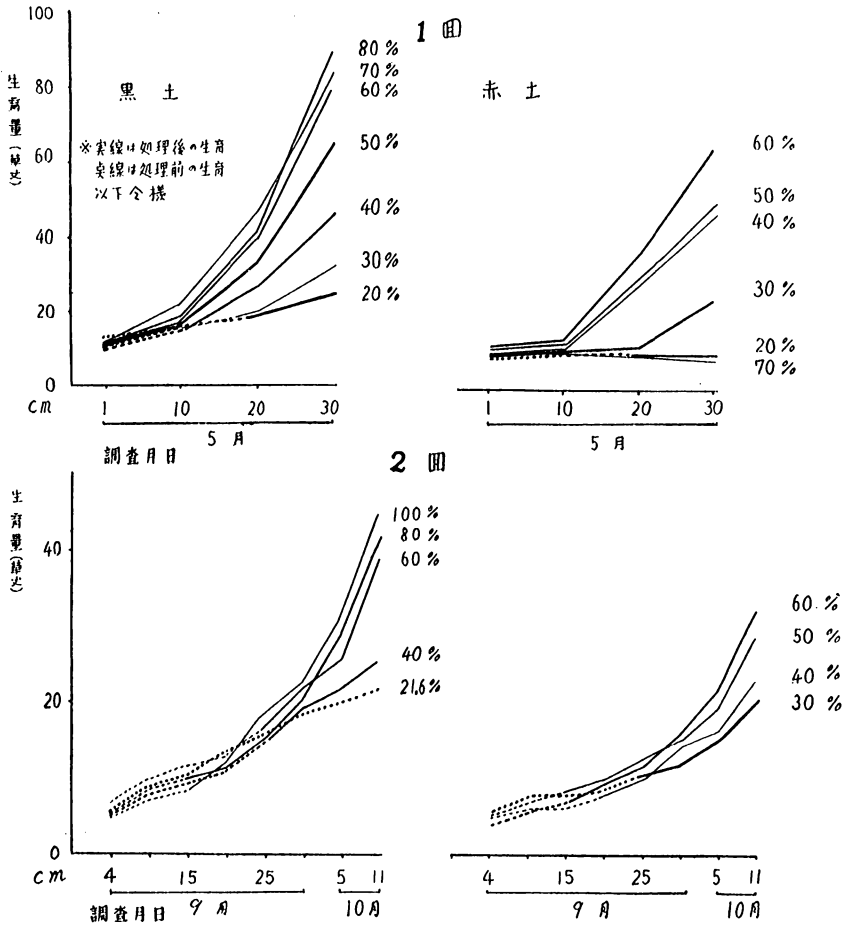 1 回
100
80
60
40
20
0
cm
生育量(草丈)
黒 土
※実線は処理後の生育
点線は処理前の生育
以下仝様
80%
70%
60%
50%
40%
30%
20%
1 10 20 30
5 月
調査月日
赤 土
60%
50%
40%
30%
20%
70%
1 10 20 30
5 月
2 回
生育量(草丈)
40
20
0
cm
100%
80%
60%
40%
21.6%
4 15 25 5 11
調査月日 9月 10月
60.%
50%
40%
30%
4 15 25 5 11
9 月 10月